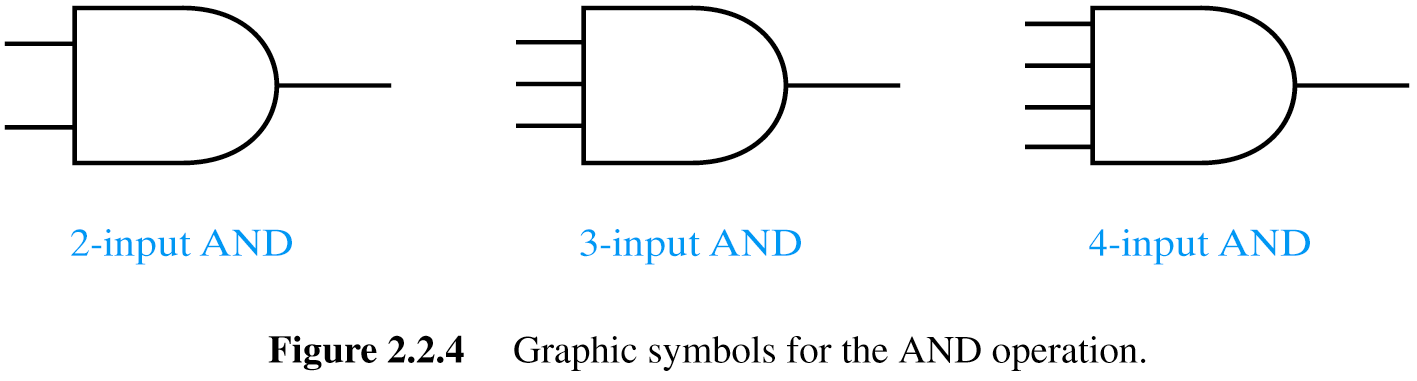 2-input AND 3-input AND 4-input AND
Figure 2.2.4 Graphic symbols for the AND operation.